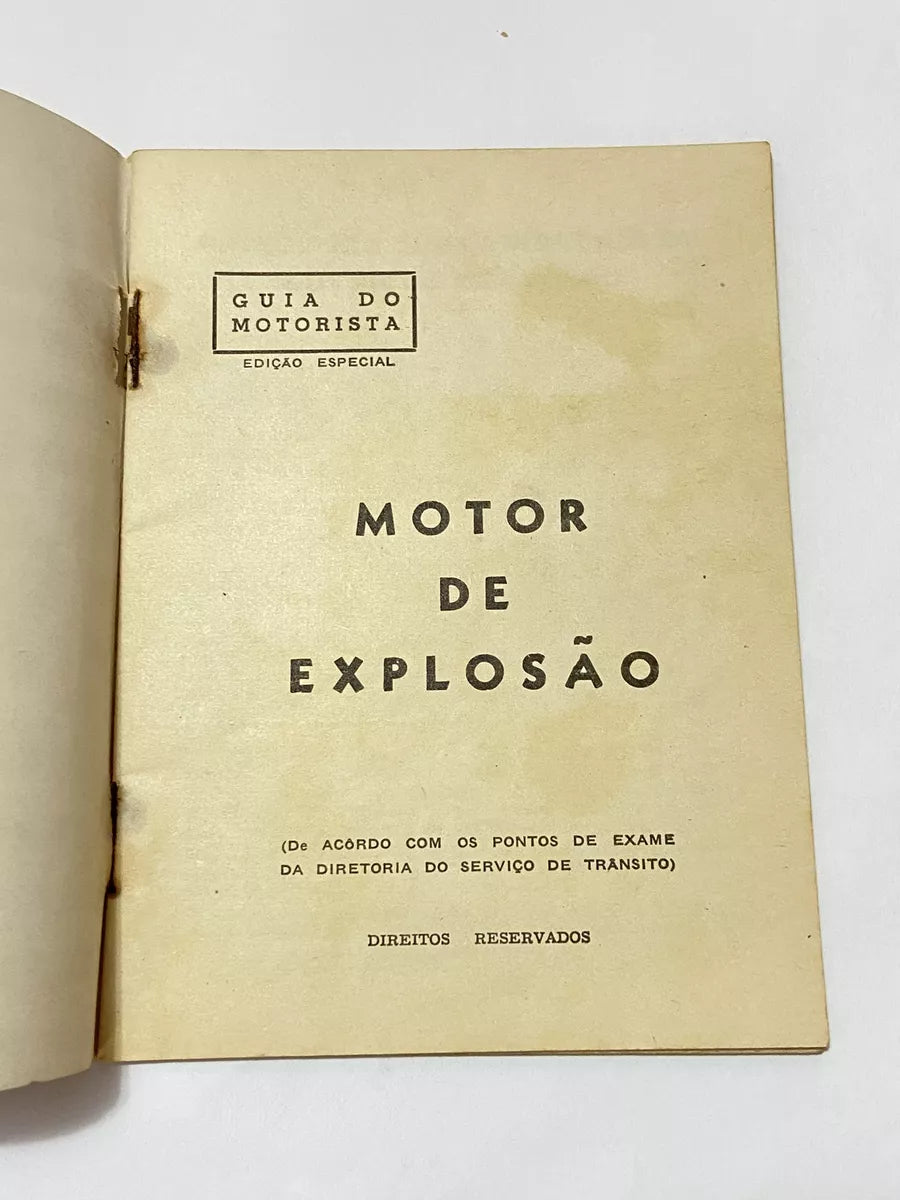 GUIA DO
MOTORISTA
EDIÇÃO ESPECIAL
MOTOR
DE
EXPLOSÃO
(De ACÔRDO COM OS PONTOS DE EXAME
DA DIRETORIA DO SERVIÇO DE TRÂNSITO)
DIREITOS RESERVADOS